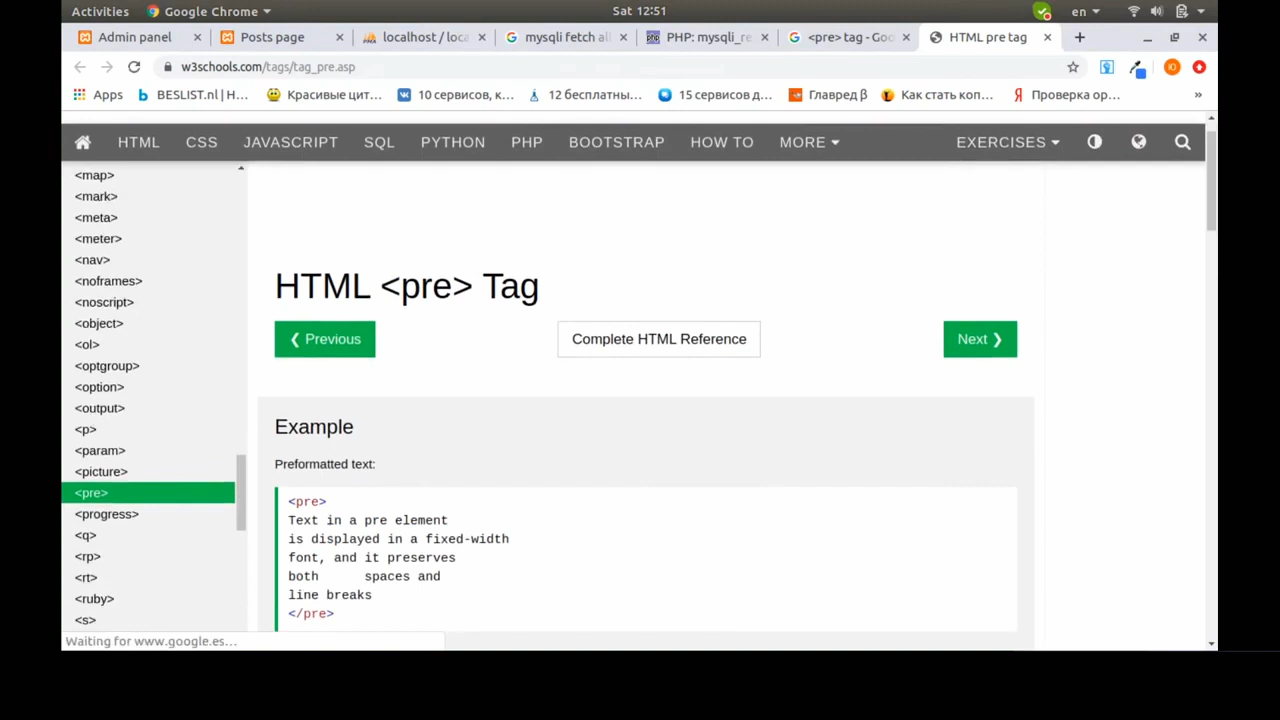 Activities Google Chrome Sat 12:51 en
Admin panel Posts page localhost / loca mysqli fetch all PHP: mysqli_re <pre> tag - Goo HTML pre tag
w3schools.com/tags/tag_pre.asp
Apps BESLIST.nl | H… Красивые цит… 10 сервисов, к… 12 бесплатны… 15 сервисов д… Главред β Как стать коп… Проверка ор… »
HTML CSS JAVASCRIPT SQL PYTHON PHP BOOTSTRAP HOW TO MORE EXERCISES
<map>
<mark>
<meta>
<meter>
<nav>
<noframes>
<noscript>
<object>
<ol>
<optgroup>
<option>
<output>
<p>
<param>
<picture>
<pre>
<progress>
<q>
<rp>
<rt>
<ruby>
<s>
HTML <pre> Tag
❮ Previous Complete HTML Reference Next ❯
Example
Preformatted text:
<pre>
Text in a pre element
is displayed in a fixed-width
font, and it preserves
both      spaces and
line breaks
</pre>
Waiting for www.google.es…